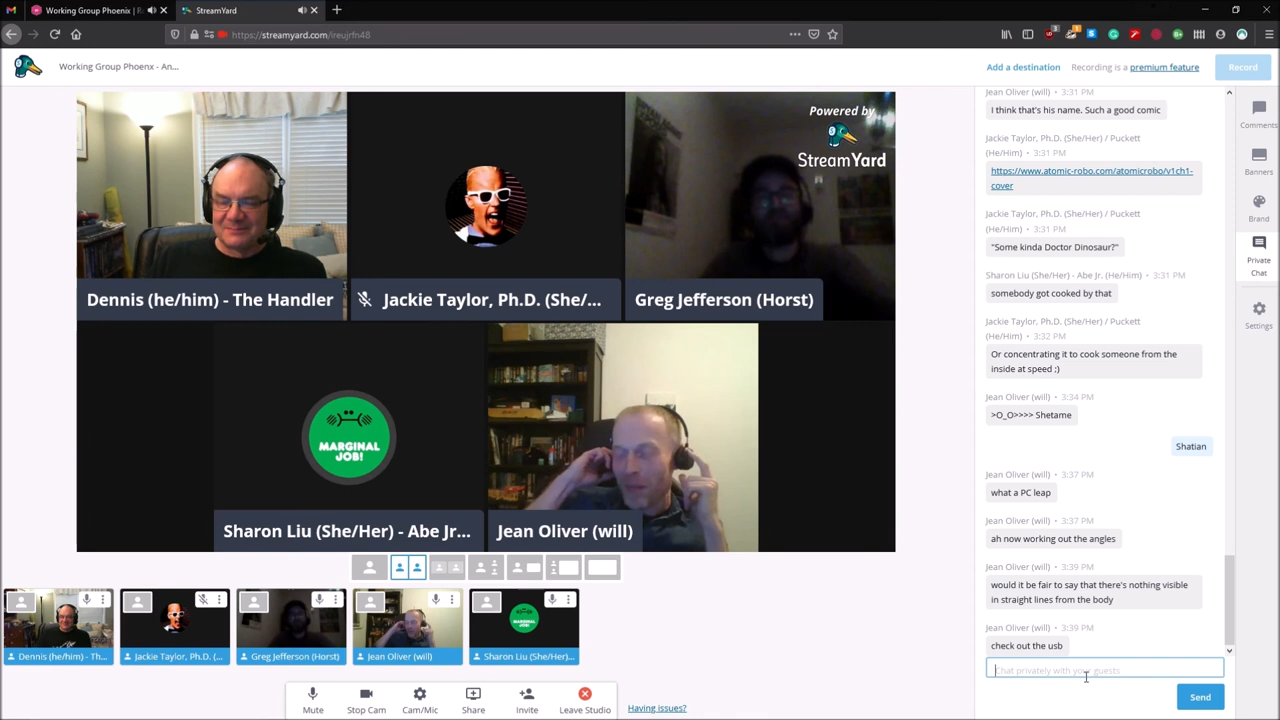 Working Group Phoenix | R
StreamYard
https://streamyard.com/ireujrfn48
Working Group Phoenx - An...
Add a destination
Recording is a premium feature
Record
Powered by
StreamYard
Dennis (he/him) - The Handler
Jackie Taylor, Ph.D. (She/...
Greg Jefferson (Horst)
MARGINAL
JOB!
Sharon Liu (She/Her) - Abe Jr...
Jean Oliver (will)
Dennis (he/him) - Th...
Jackie Taylor, Ph.D. (...
Greg Jefferson (Horst)
Jean Oliver (will)
Sharon Liu (She/Her)...
Mute
Stop Cam
Cam/Mic
Share
Invite
Leave Studio
Having issues?
Jean Oliver (will) • 3:31 PM
I think that's his name. Such a good comic
Jackie Taylor, Ph.D. (She/Her) / Puckett
(He/Him) • 3:31 PM
https://www.atomic-robo.com/atomicrobo/v1ch1-
cover
Jackie Taylor, Ph.D. (She/Her) / Puckett
(He/Him) • 3:31 PM
"Some kinda Doctor Dinosaur?"
Sharon Liu (She/Her) - Abe Jr. (He/Him) • 3:31 PM
somebody got cooked by that
Jackie Taylor, Ph.D. (She/Her) / Puckett
(He/Him) • 3:32 PM
Or concentrating it to cook someone from the
inside at speed ;)
Jean Oliver (will) • 3:34 PM
>O_O>>>> Shetame
Shatian
Jean Oliver (will) • 3:37 PM
what a PC leap
Jean Oliver (will) • 3:37 PM
ah now working out the angles
Jean Oliver (will) • 3:39 PM
would it be fair to say that there's nothing visible
in straight lines from the body
Jean Oliver (will) • 3:39 PM
check out the usb
Chat privately with your guests
Send
Comments
Banners
Brand
Private
Chat
Settings